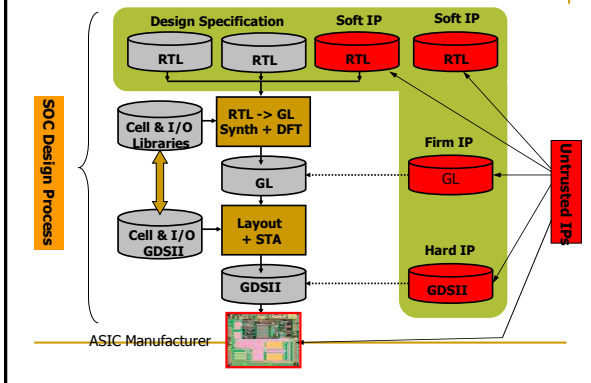 Design Specification
Soft IP
Soft IP
RTL
RTL
RTL
RTL
SOC Design Process
Cell & I/O
Libraries
RTL -> GL
Synth + DFT
Firm IP
GL
GL
Untrusted IPs
Cell & I/O
GDSII
Layout
+ STA
Hard IP
GDSII
GDSII
ASIC Manufacturer